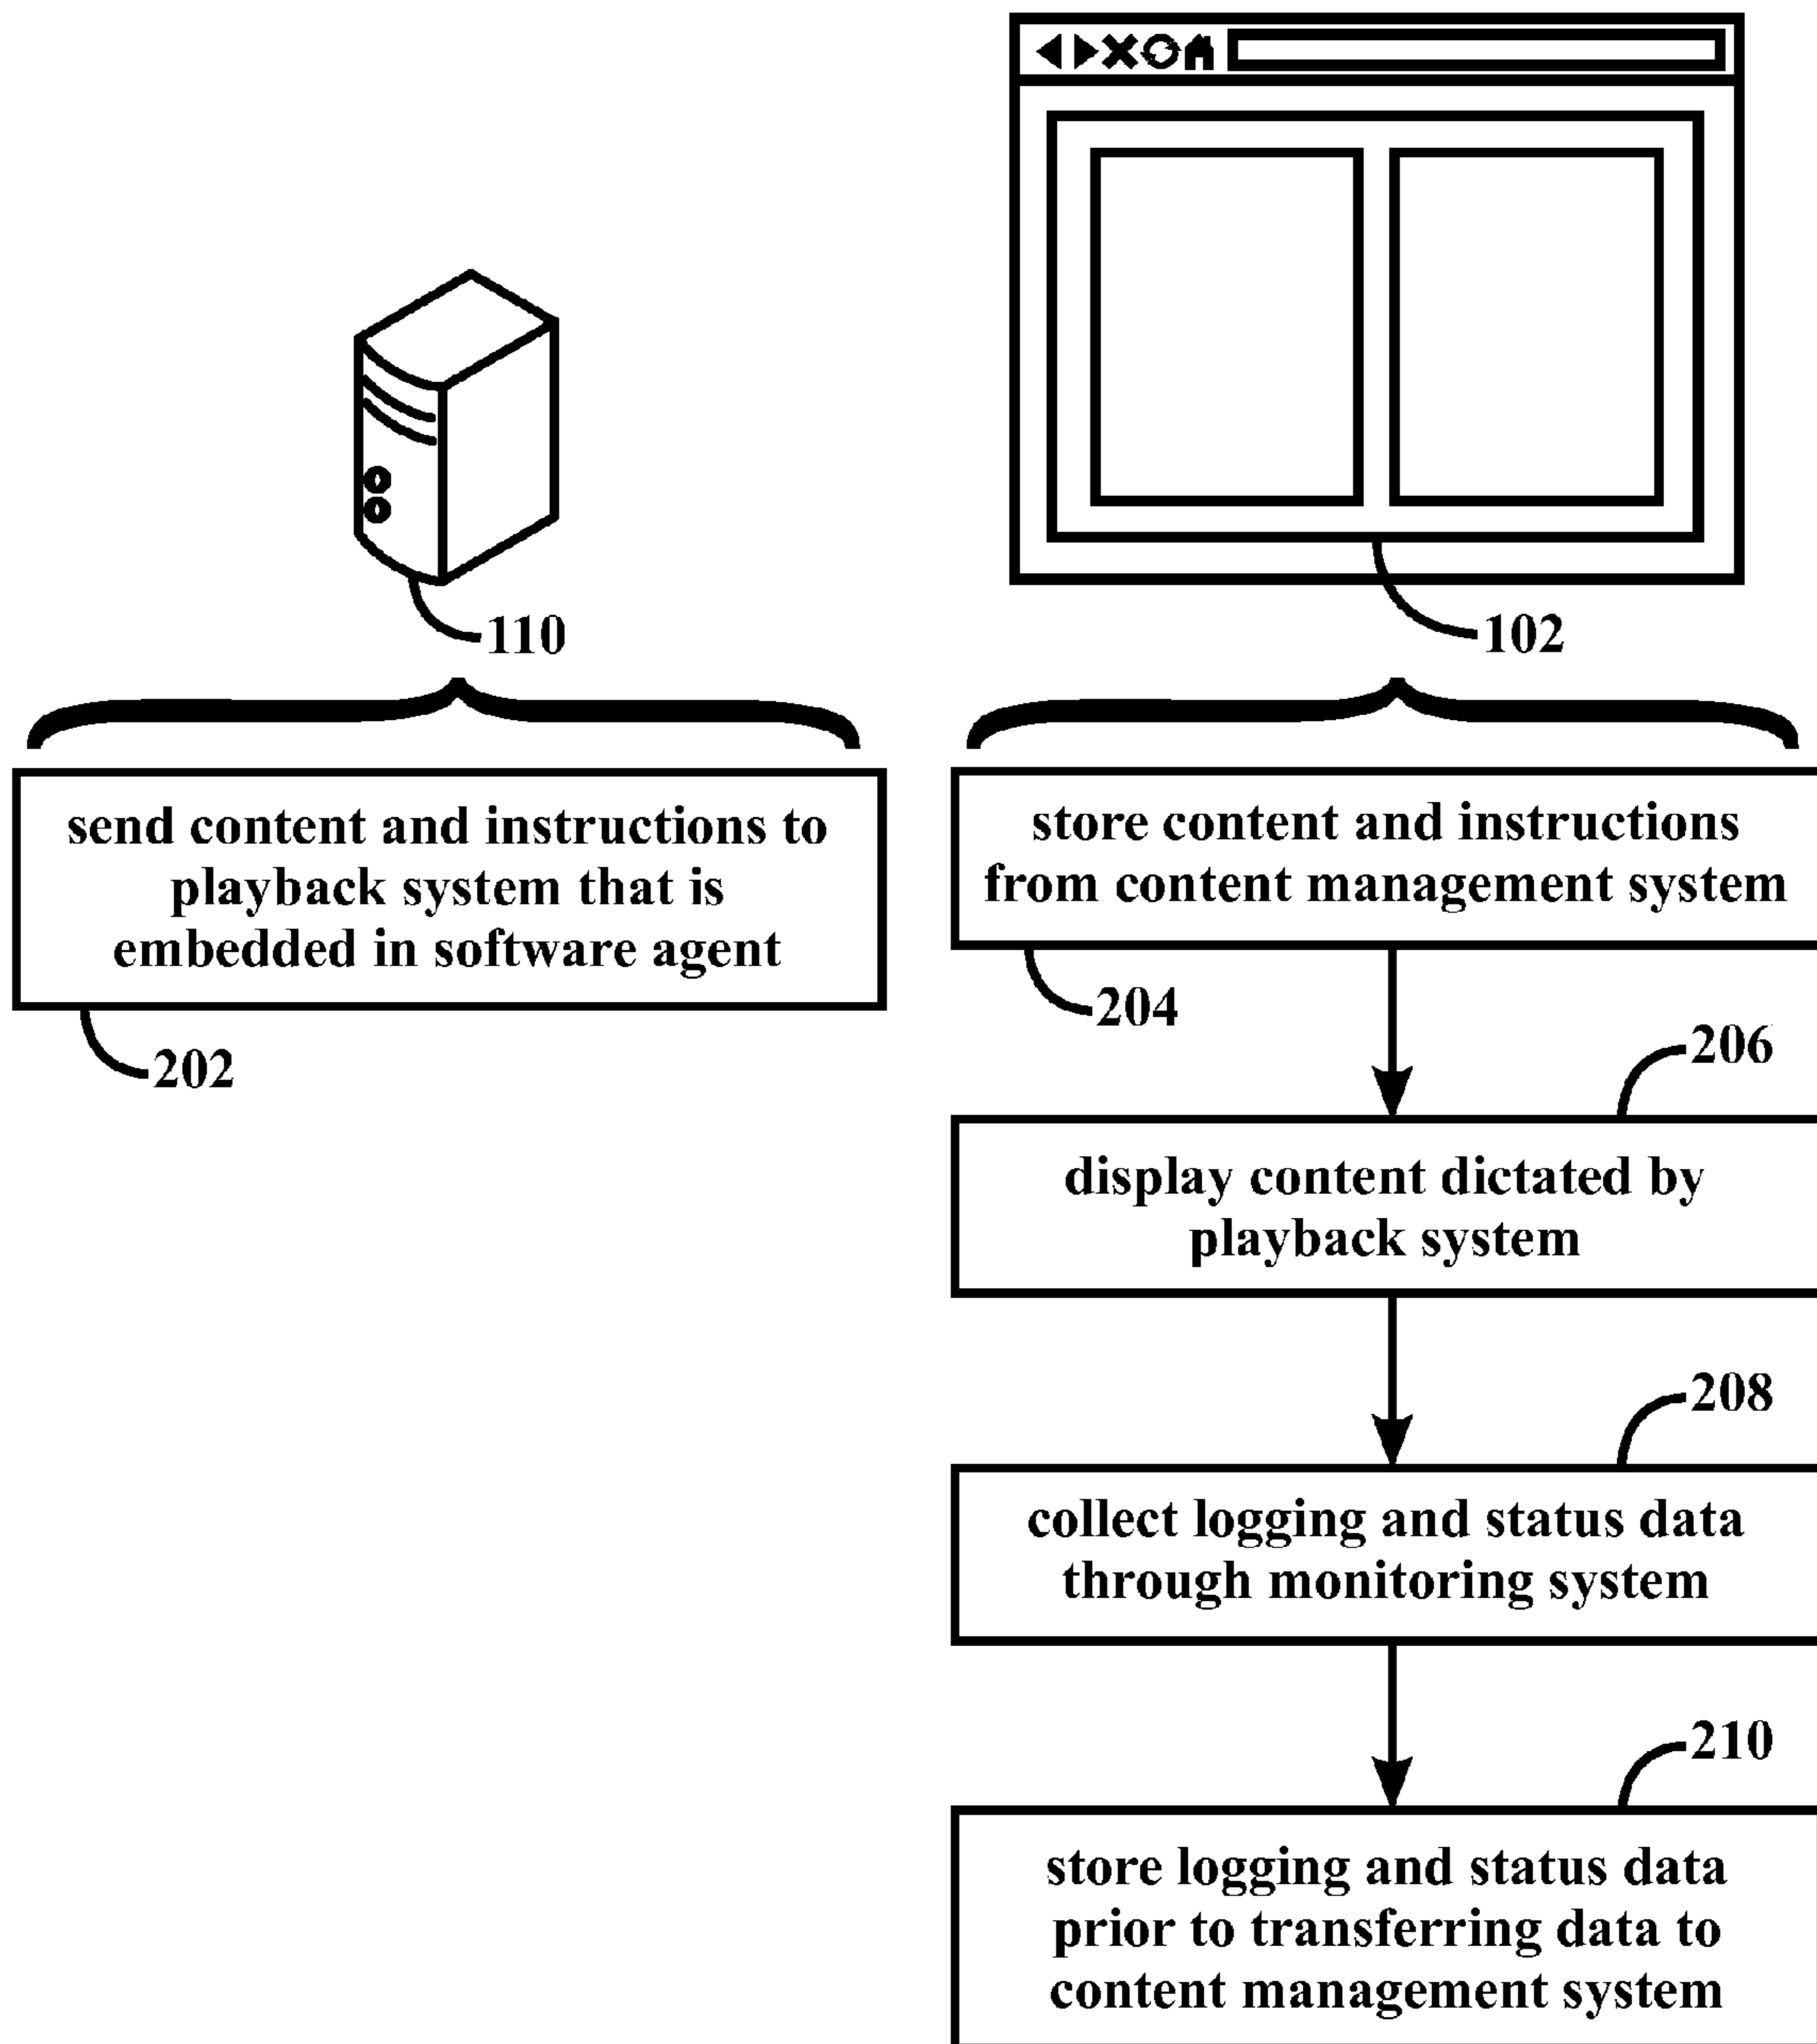 110
102
send content and instructions to
playback system that is
embedded in software agent
202
store content and instructions
from content management system
204
206
display content dictated by
playback system
208
collect logging and status data
through monitoring system
210
store logging and status data
prior to transferring data to
content management system